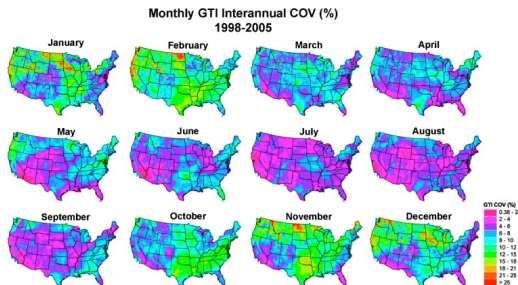 Monthly GTI Interannual COV (%)
1998-2005
January
February
March
April
May
June
July
August
September
October
November
December
GTI
COV (%)
0.38 - 2
2 - 4
4 - 6
6 - 8
8 - 10
10 - 12
12 - 15
15 - 18
18 - 21
21 - 25
> 25